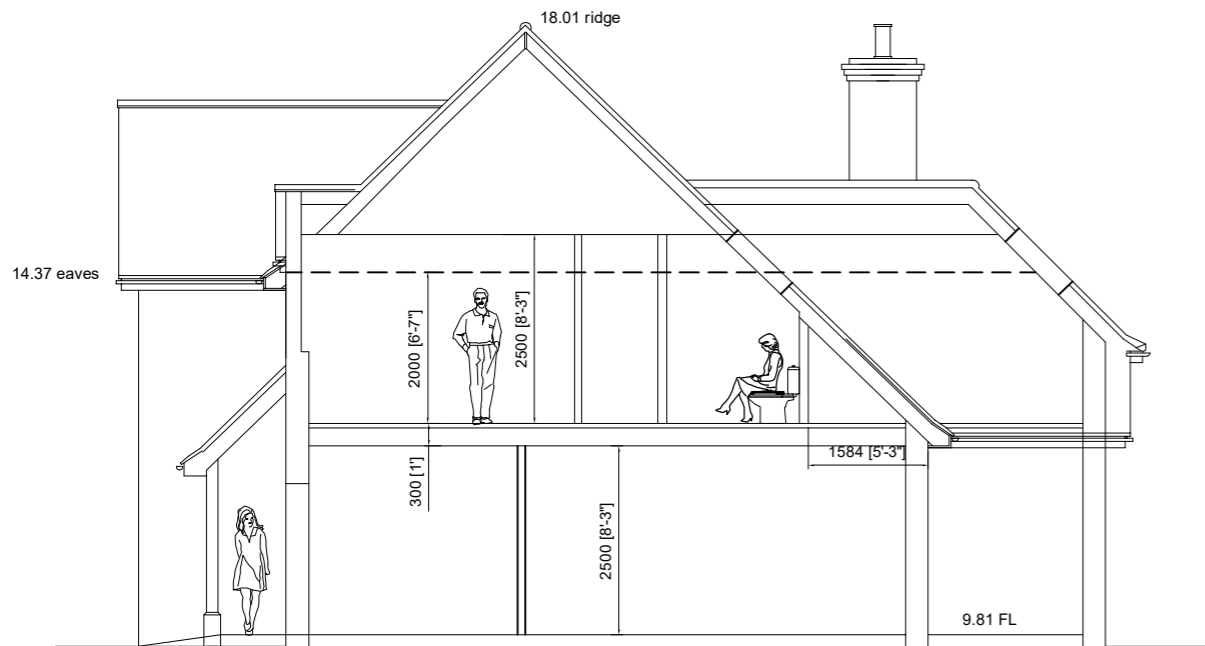 18.01 ridge
14.37 eaves
2000 [6'-7"]
2500 [8'-3"]
1584 [5'-3"]
300 [1']
2500 [8'-3"]
9.81 FL